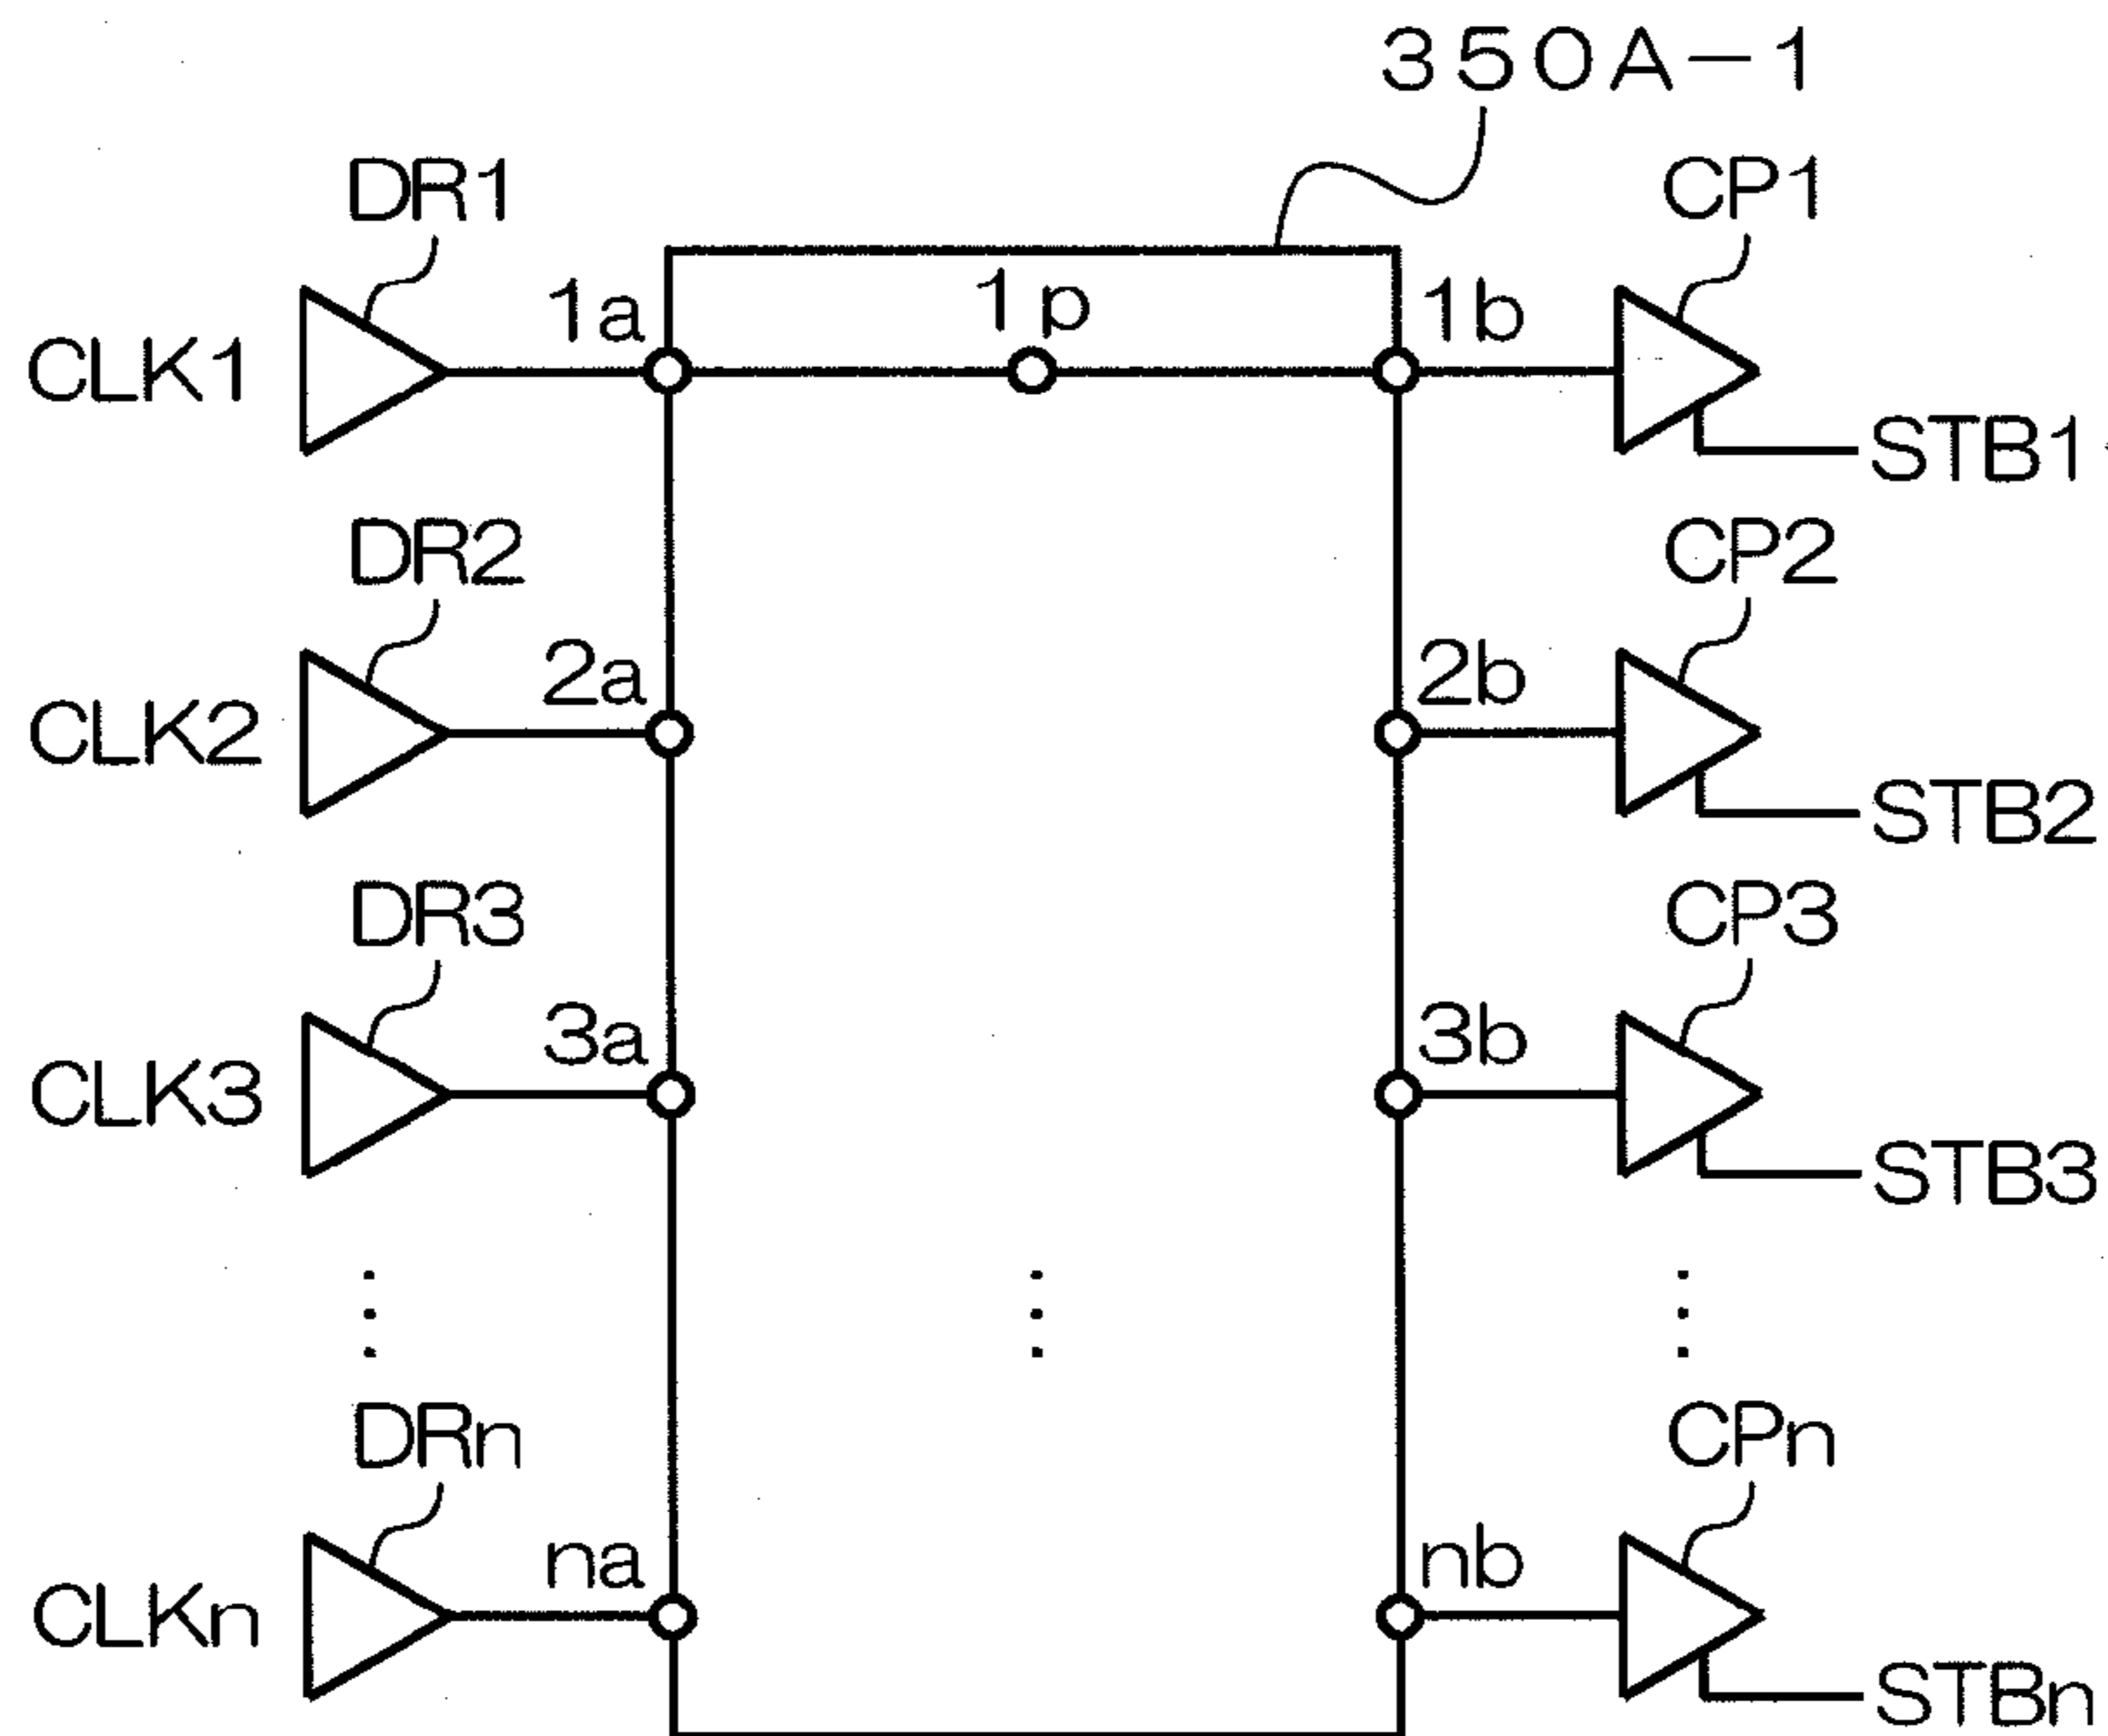 350A-1
DR1 CP1
1a 1p 1b
CLK1
STB1
DR2 CP2
2a 2b
CLK2
STB2
DR3 CP3
3a 3b
CLK3
STB3
DRn CPn
na nb
CLKn
STBn